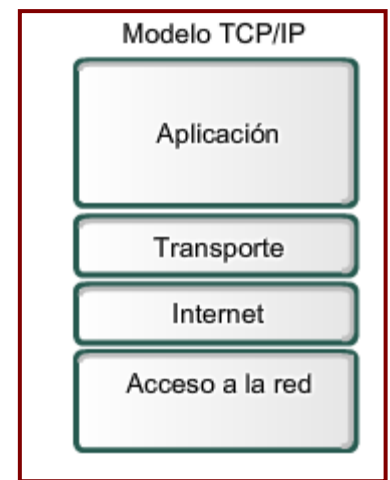 Modelo TCP/IP
Aplicación
Transporte
Internet
Acceso a la red